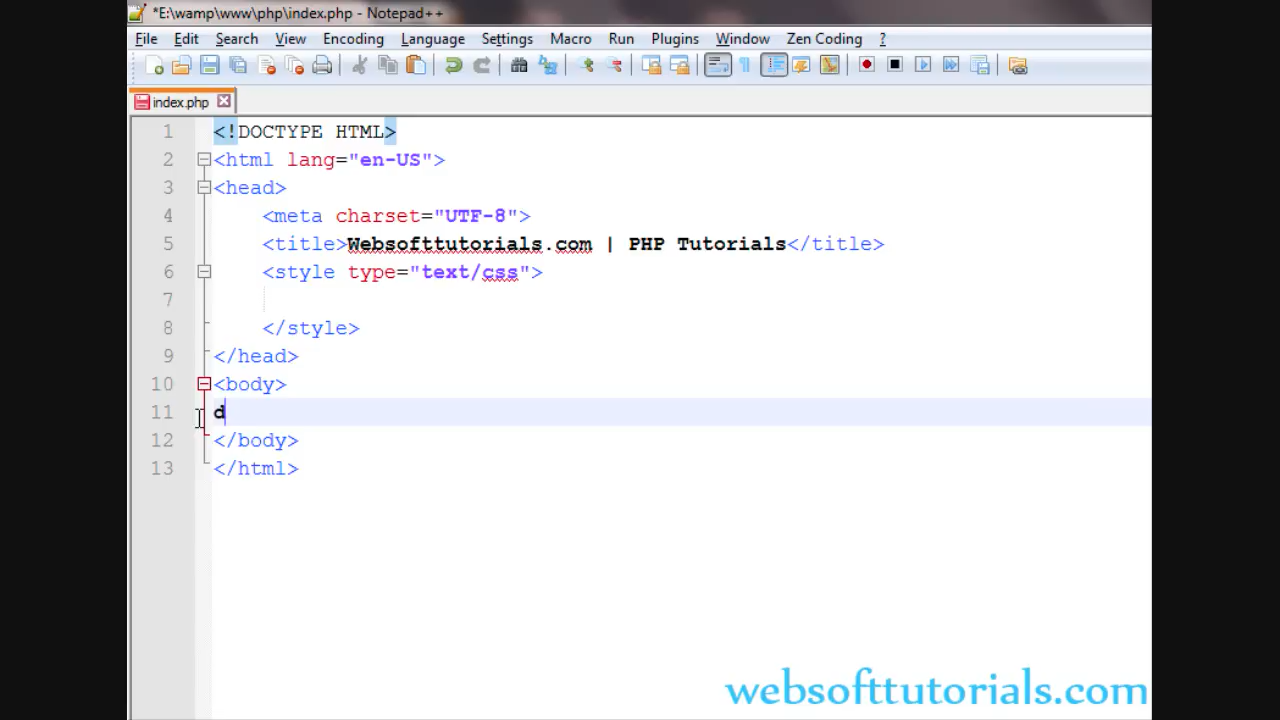 *E:\wamp\www\php\index.php - Notepad++
File Edit Search View Encoding Language Settings Macro Run Plugins Window Zen Coding ?
index.php
1 <!DOCTYPE HTML>
2 <html lang="en-US">
3 <head>
4 <meta charset="UTF-8">
5 <title>Websofttutorials.com | PHP Tutorials</title>
6 <style type="text/css">
7
8 </style>
9 </head>
10 <body>
11 d
12 </body>
13 </html>
websofttutorials.com